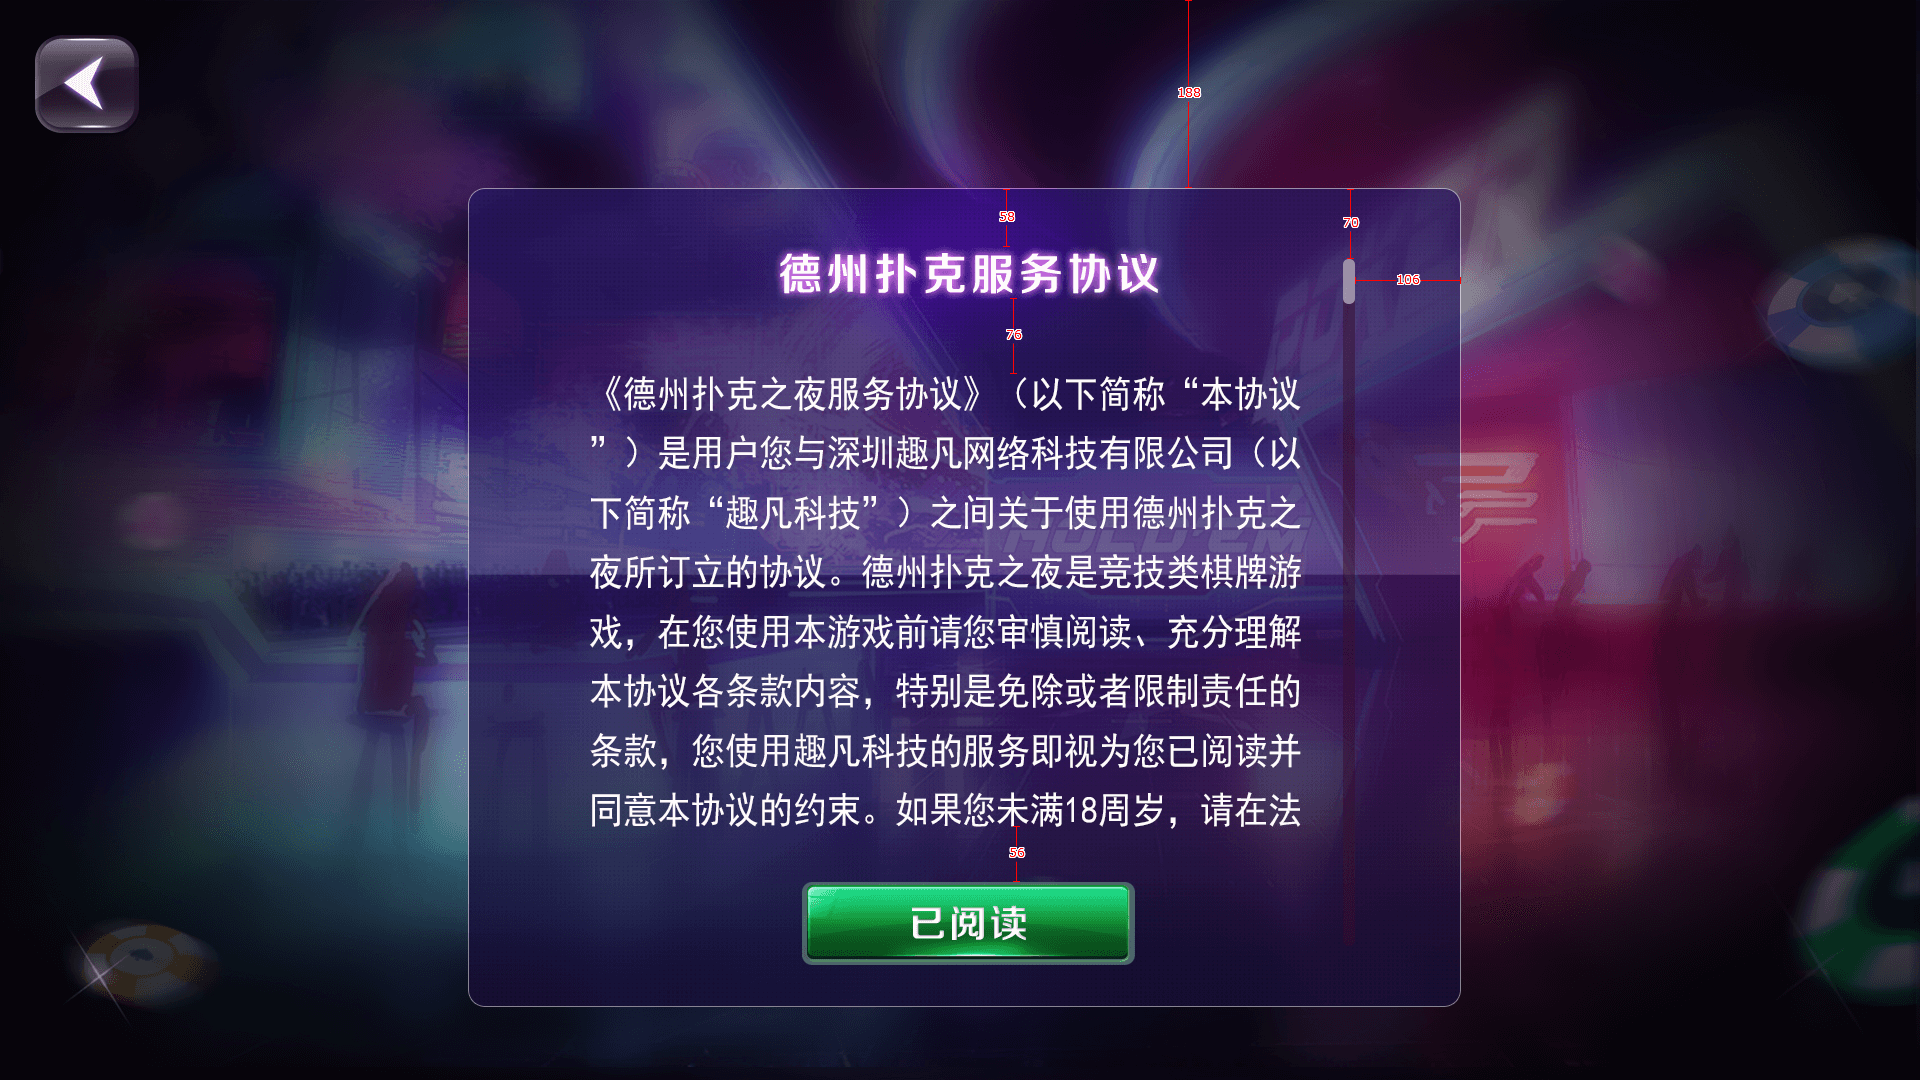 188
58
70
106
德州扑克服务协议
76
《德州扑克之夜服务协议》（以下简称“本协议
”）是用户您与深圳趣凡网络科技有限公司（以
下简称“趣凡科技”）之间关于使用德州扑克之
夜所订立的协议。德州扑克之夜是竞技类棋牌游
戏，在您使用本游戏前请您审慎阅读、充分理解
本协议各条款内容，特别是免除或者限制责任的
条款，您使用趣凡科技的服务即视为您已阅读并
同意本协议的约束。如果您未满18周岁，请在法
56
已阅读
HOLD'EM